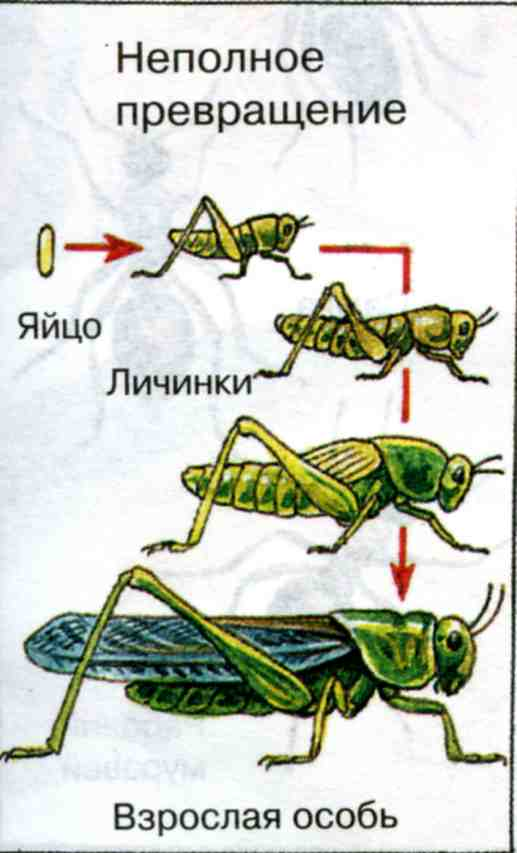 Неполное
превращение
Яйцо
Личинки
Взрослая особь